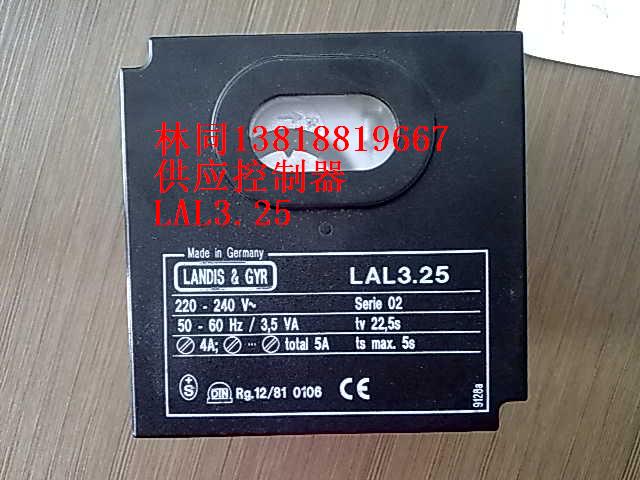 林同13818819667
供应控制器
LAL3.25
Made in Germany
LANDIS & GYR
LAL3.25
220 - 240 V~
Serie 02
50 - 60 Hz / 3,5 VA
tv 22,5s
4A; ... total 5A
ts max. 5s
+S
DIN Rg.12/81 0106 CE
9128a